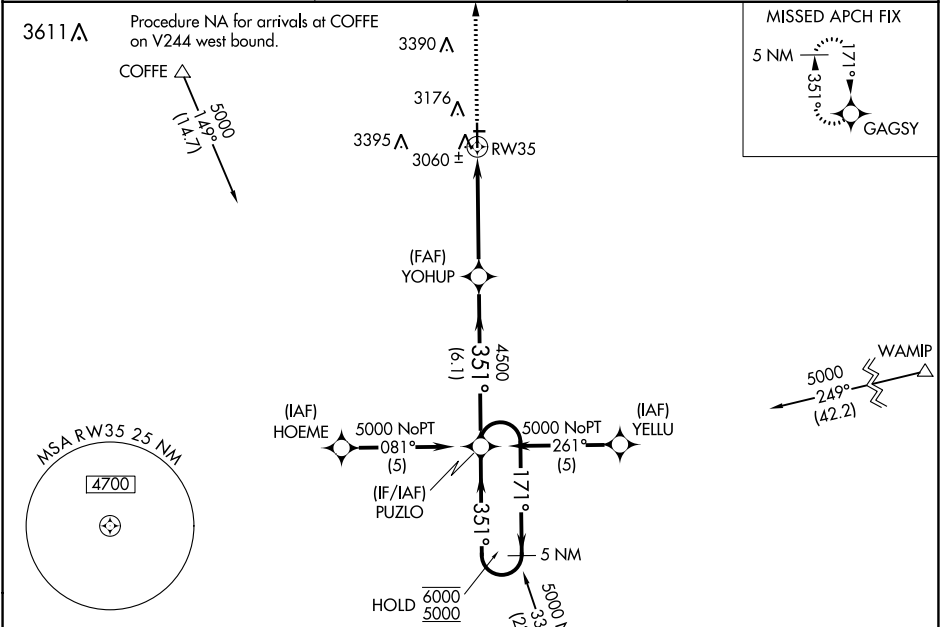 3611
Procedure NA for arrivals at COFFE
on V244 west bound.
COFFE
5000
149°
(14.7)
3390
3176
3395
3060 ±
RW35
MISSED APCH FIX
5 NM
351°
171°
GAGSY
(FAF)
YOHUP
4500
351°
(6.1)
WAMIP
5000
249°
(42.2)
(IAF)
HOEME
5000 NoPT
081°
(5)
(IAF)
YELLU
5000 NoPT
261°
(5)
(IF/IAF)
PUZLO
351°
171°
5 NM
HOLD
6000
5000
5000
MSA RW35 25 NM
4700